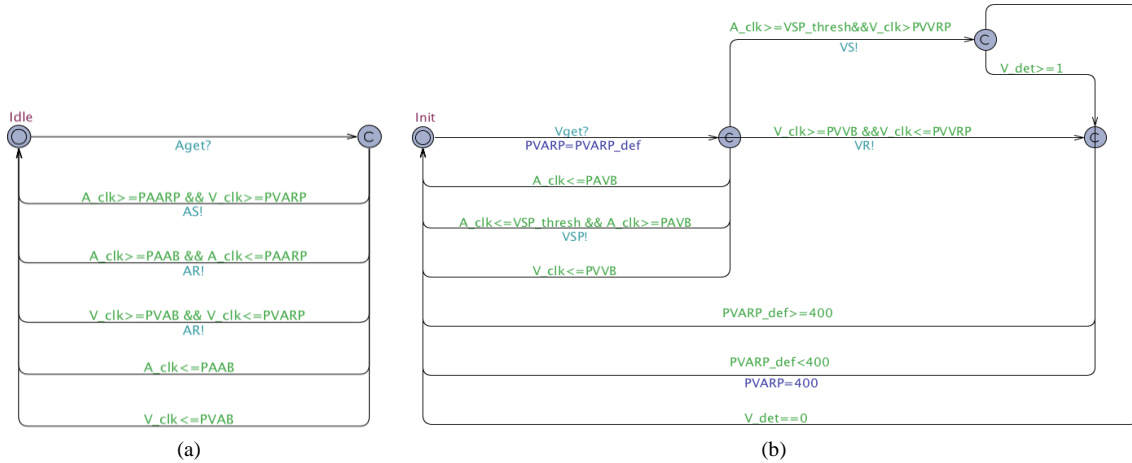 Idle
C
Aget?
A_clk>=PAARP && V_clk>=PVARP
AS!
A_clk>=PAAB && A_clk<=PAARP
AR!
V_clk>=PVAB && V_clk<=PVARP
AR!
A_clk<=PAAB
V_clk<=PVAB
(a)
A_clk>=VSP_thresh&&V_clk>PVVRP
VS!
C
V_det>=1
Init
Vget?
PVARP=PVARP_def
C
V_clk>=PVVB &&V_clk<=PVVRP
VR!
C
A_clk<=PAVB
A_clk<=VSP_thresh && A_clk>=PAVB
VSP!
V_clk<=PVVB
PVARP_def>=400
PVARP_def<400
PVARP=400
V_det==0
(b)